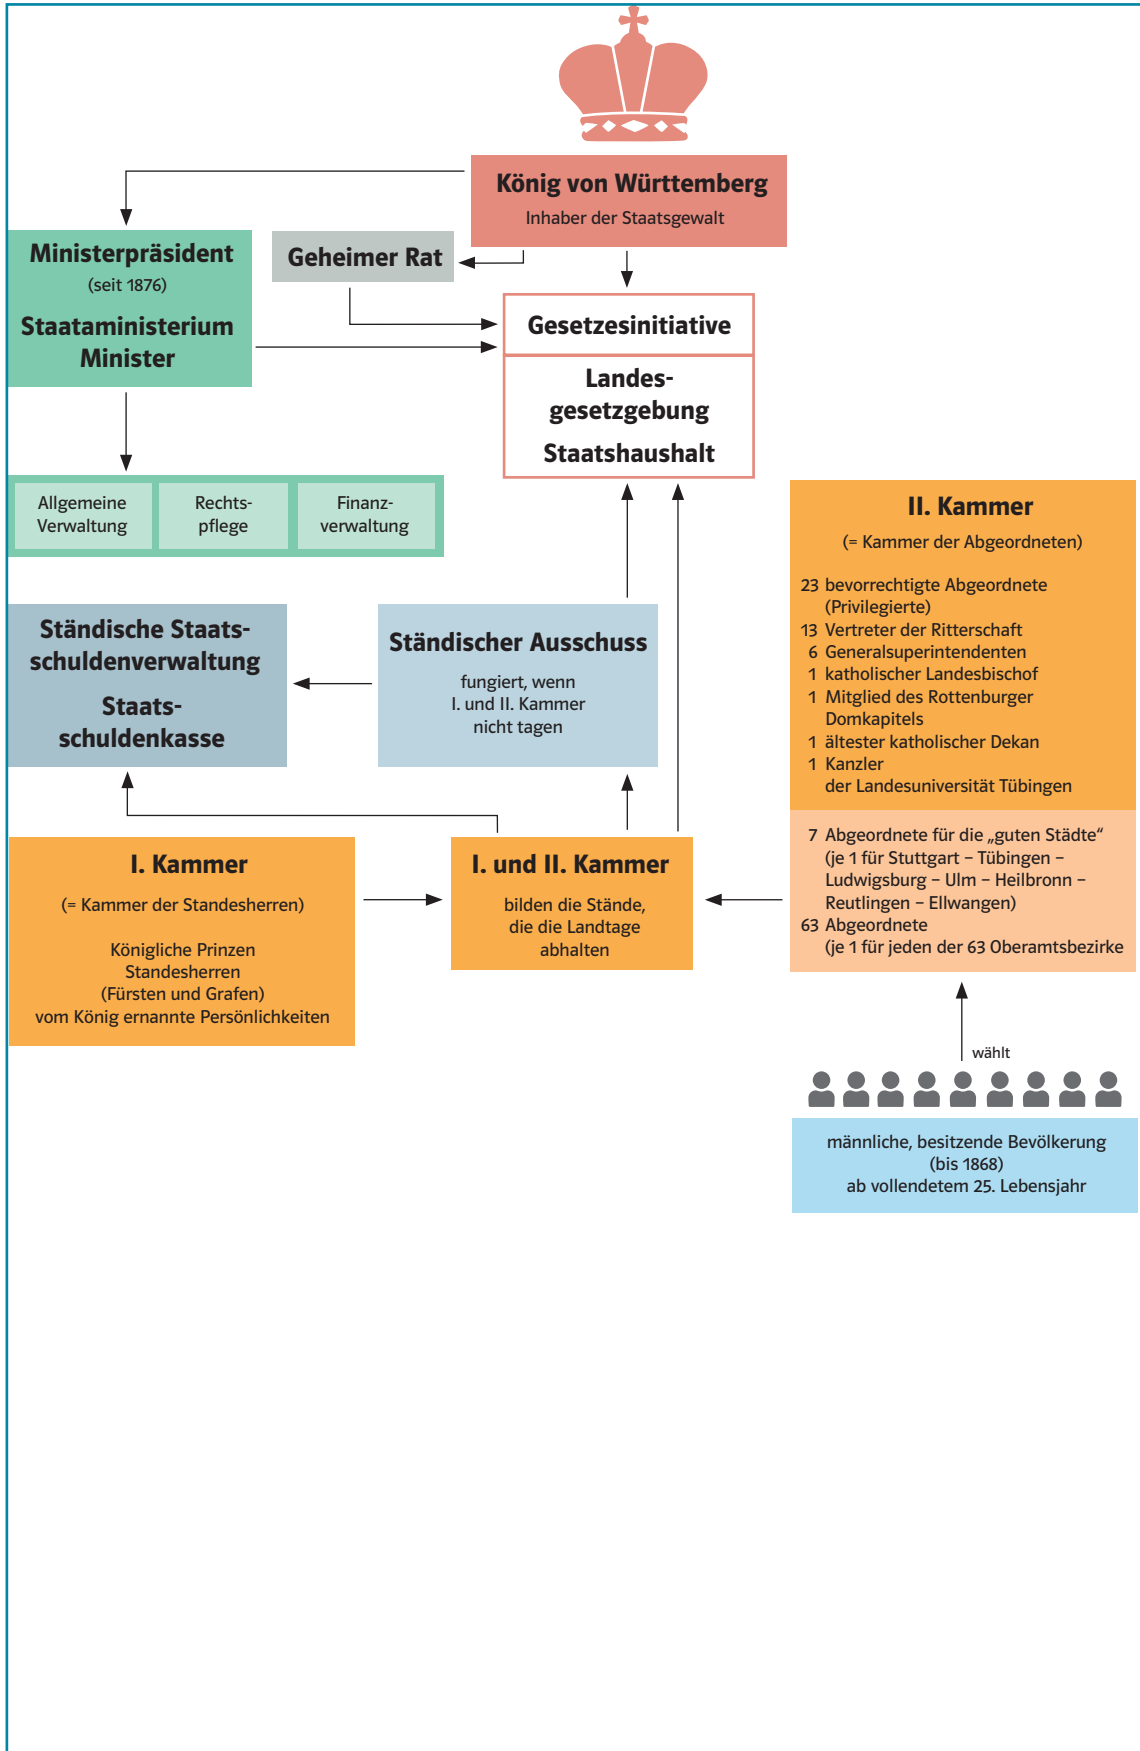 König von Württemberg
Inhaber der Staatsgewalt
Ministerpräsident
(seit 1876)
Staataministerium
Minister
Geheimer Rat
Gesetzesinitiative
Landes-
gesetzgebung
Staatshaushalt
Allgemeine
Verwaltung
Rechts-
pflege
Finanz-
verwaltung
II. Kammer
(= Kammer der Abgeordneten)
23 bevorrechtigte Abgeordnete
(Privilegierte)
13 Vertreter der Ritterschaft
6 Generalsuperintendenten
1 katholischer Landesbischof
1 Mitglied des Rottenburger
Domkapitels
1 ältester katholischer Dekan
1 Kanzler
der Landesuniversität Tübingen
7 Abgeordnete für die „guten Städte“
(je 1 für Stuttgart – Tübingen –
Ludwigsburg – Ulm – Heilbronn –
Reutlingen – Ellwangen)
63 Abgeordnete
(je 1 für jeden der 63 Oberamtsbezirke
Ständische Staats-
schuldenverwaltung
Staats-
schuldenkasse
Ständischer Ausschuss
fungiert, wenn
I. und II. Kammer
nicht tagen
I. Kammer
(= Kammer der Standesherren)
Königliche Prinzen
Standesherren
(Fürsten und Grafen)
vom König ernannte Persönlichkeiten
I. und II. Kammer
bilden die Stände,
die die Landtage
abhalten
wählt
männliche, besitzende Bevölkerung
(bis 1868)
ab vollendetem 25. Lebensjahr